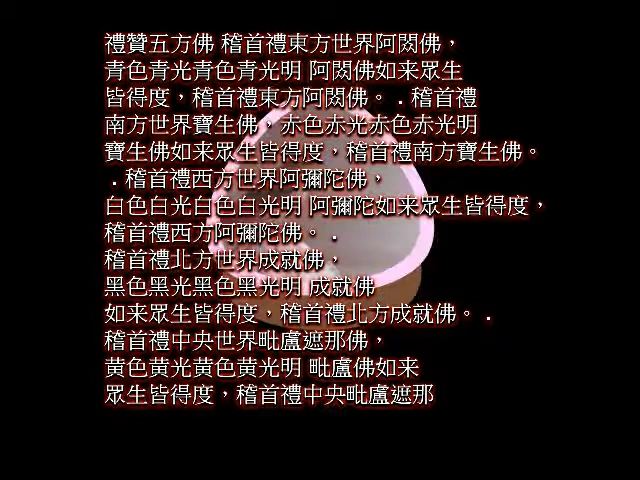 禮贊五方佛 稽首禮東方世界阿閦佛，
青色青光青色青光明 阿閦佛如来眾生
皆得度，稽首禮東方阿閦佛。. 稽首禮
南方世界寶生佛，赤色赤光赤色赤光明
寶生佛如来眾生皆得度，稽首禮南方寶生佛。
. 稽首禮西方世界阿彌陀佛，
白色白光白色白光明 阿彌陀如来眾生皆得度，
稽首禮西方阿彌陀佛。.
稽首禮北方世界成就佛，
黑色黑光黑色黑光明 成就佛
如来眾生皆得度，稽首禮北方成就佛。.
稽首禮中央世界毗盧遮那佛，
黄色黄光黄色黄光明 毗盧佛如来
眾生皆得度，稽首禮中央毗盧遮那